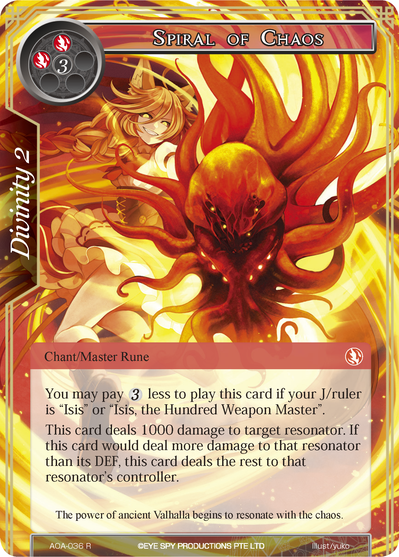 Spiral of Chaos
3
Divinity 2
Chant/Master Rune
You may pay 3 less to play this card if your J/ruler
is “Isis” or “Isis, the Hundred Weapon Master”.
This card deals 1000 damage to target resonator. If
this card would deal more damage to that resonator
than its DEF, this card deals the rest to that
resonator's controller.
The power of ancient Valhalla begins to resonate with the chaos.
AOA-036 R ©EYE SPY PRODUCTIONS PTE LTD Illust/yuko